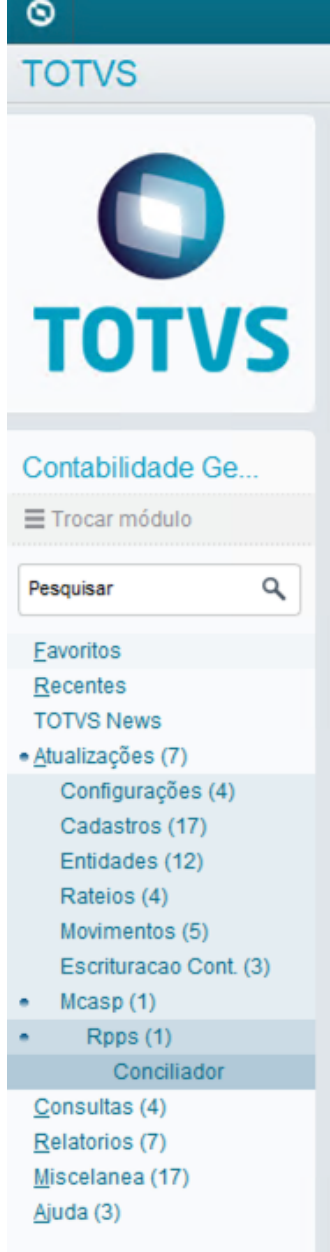 TOTVS
TOTVS
Contabilidade Ge...
Trocar módulo
Pesquisar
Favoritos
Recentes
TOTVS News
Atualizações (7)
Configurações (4)
Cadastros (17)
Entidades (12)
Rateios (4)
Movimentos (5)
Escrituracao Cont. (3)
Mcasp (1)
Rpps (1)
Conciliador
Consultas (4)
Relatorios (7)
Miscelanea (17)
Ajuda (3)